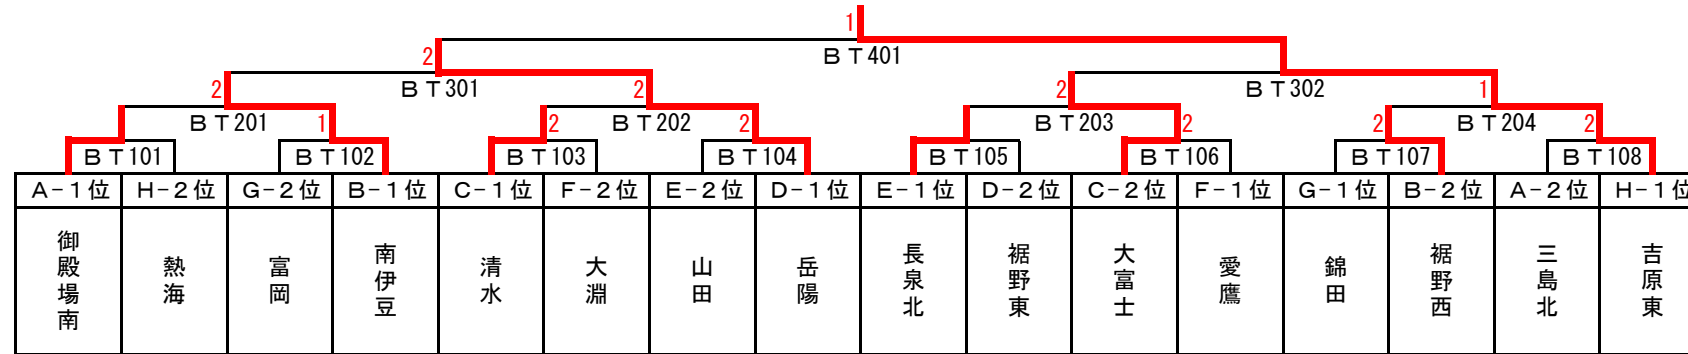 1
ＢＴ401
2
ＢＴ301
ＢＴ302
2
2
2
1
ＢＴ201
1
2
ＢＴ202
2
ＢＴ203
2
2
ＢＴ204
2
ＢＴ101
ＢＴ102
ＢＴ103
ＢＴ104
ＢＴ105
ＢＴ106
ＢＴ107
ＢＴ108
Ａ-１位
Ｈ-２位
Ｇ-２位
Ｂ-１位
Ｃ-１位
Ｆ-２位
Ｅ-２位
Ｄ-１位
Ｅ-１位
Ｄ-２位
Ｃ-２位
Ｆ-１位
Ｇ-１位
Ｂ-２位
Ａ-２位
Ｈ-１位
御殿場南
熱海
富岡
南伊豆
清水
大淵
山田
岳陽
長泉北
裾野東
大富士
愛鷹
錦田
裾野西
三島北
吉原東